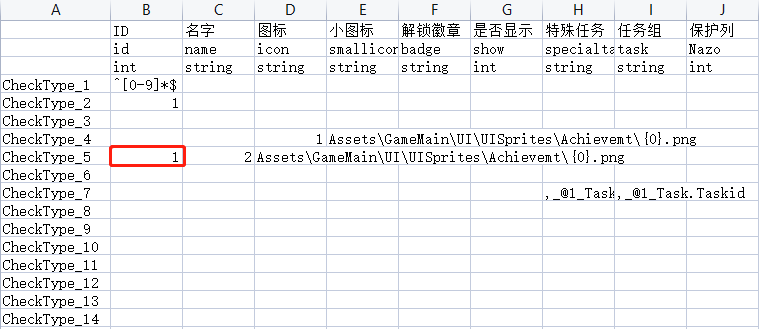 A B C D E F G H I J
ID 名字 图标 小图标 解锁徽章 是否显示 特殊任务 任务组 保护列
id name icon smallicon badge show specialta task Nazo
int string string string string int string string int
CheckType_1 ^[0-9]*$
CheckType_2 1
CheckType_3
CheckType_4 1 Assets\GameMain\UI\UISprites\Achievemt\{0}.png
CheckType_5 1 2 Assets\GameMain\UI\UISprites\Achievemt\{0}.png
CheckType_6
CheckType_7 ,_@1_Task ,_@1_Task.Taskid
CheckType_8
CheckType_9
CheckType_10
CheckType_11
CheckType_12
CheckType_13
CheckType_14